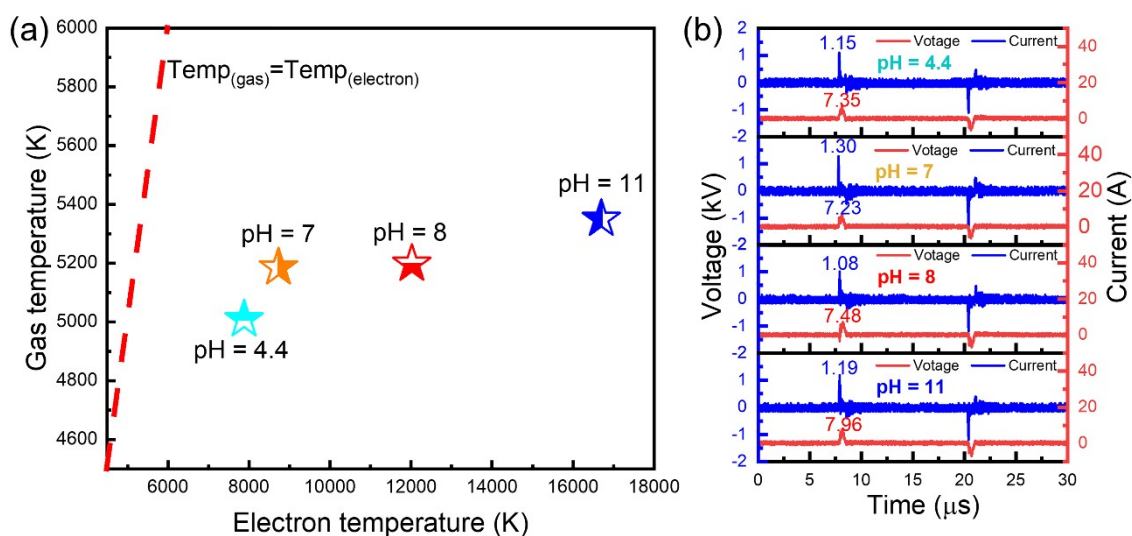 (a)
Gas temperature (K)
6000
5800
5600
5400
5200
5000
4800
4600
Temp(gas)=Temp(electron)
pH = 11
pH = 7
pH = 8
pH = 4.4
6000 8000 10000 12000 14000 16000 18000
Electron temperature (K)
(b)
Voltage (kV)
Current (A)
2
1
0
-1
-2
1.15
Votage Current
pH = 4.4
7.35
40
20
0
2
1
0
-1
-2
1.30
Votage Current
pH = 7
7.23
40
20
0
2
1
0
-1
-2
1.08
Votage Current
pH = 8
7.48
40
20
0
2
1
0
-1
-2
1.19
Votage Current
pH = 11
7.96
40
20
0
0 5 10 15 20 25 30
Time (μs)